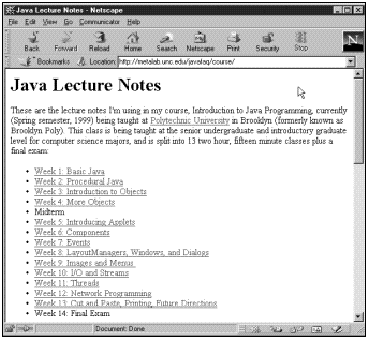 Java Lecture Notes - Netscape
File Edit View Go Communicator Help
Back Forward Reload Home Search Netscape Print Security Stop
N
Bookmarks Location: http://metalab.unc.edu/javafaq/course/
Java Lecture Notes
These are the lecture notes I'm using in my course, Introduction to Java Programming, currently
(Spring semester, 1999) being taught at Polytechnic University in Brooklyn (formerly known as
Brooklyn Poly). This class is being taught at the senior undergraduate and introductory graduate
level for computer science majors, and is split into 13 two hour, fifteen minute classes plus a
final exam:
• Week 1: Basic Java
• Week 2: Procedural Java
• Week 3: Introduction to Objects
• Week 4: More Objects
• Midterm
• Week 5: Introducing Applets
• Week 6: Components
• Week 7: Events
• Week 8: LayoutManagers, Windows, and Dialogs
• Week 9: Images and Menus
• Week 10: I/O and Streams
• Week 11: Threads
• Week 12: Network Programming
• Week 13: Cut and Paste, Printing, Future Directions
• Week 14: Final Exam
Document: Done